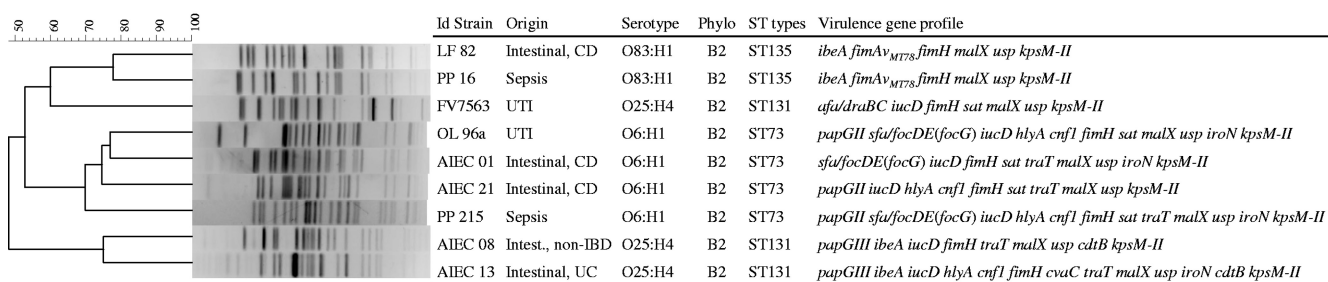 50 60 70 80 90 100
Id Strain Origin Serotype Phylo ST types Virulence gene profile
LF 82 Intestinal, CD O83:H1 B2 ST135 ibeA fimAvMT78 fimH malX usp kpsM-II
PP 16 Sepsis O83:H1 B2 ST135 ibeA fimAvMT78 fimH malX usp kpsM-II
FV7563 UTI O25:H4 B2 ST131 afa/draBC iucD fimH sat malX usp kpsM-II
OL 96a UTI O6:H1 B2 ST73 papGII sfa/focDE(focG) iucD hlyA cnf1 fimH sat malX usp iroN kpsM-II
AIEC 01 Intestinal, CD O6:H1 B2 ST73 sfa/focDE(focG) iucD fimH sat traT malX usp iroN kpsM-II
AIEC 21 Intestinal, CD O6:H1 B2 ST73 papGII iucD hlyA cnf1 fimH sat traT malX usp kpsM-II
PP 215 Sepsis O6:H1 B2 ST73 papGII sfa/focDE(focG) iucD hlyA cnf1 fimH sat traT malX usp iroN kpsM-II
AIEC 08 Intest., non-IBD O25:H4 B2 ST131 papGIII ibeA iucD fimH traT malX usp cdtB kpsM-II
AIEC 13 Intestinal, UC O25:H4 B2 ST131 papGIII ibeA iucD hlyA cnf1 fimH cvaC traT malX usp iroN cdtB kpsM-II